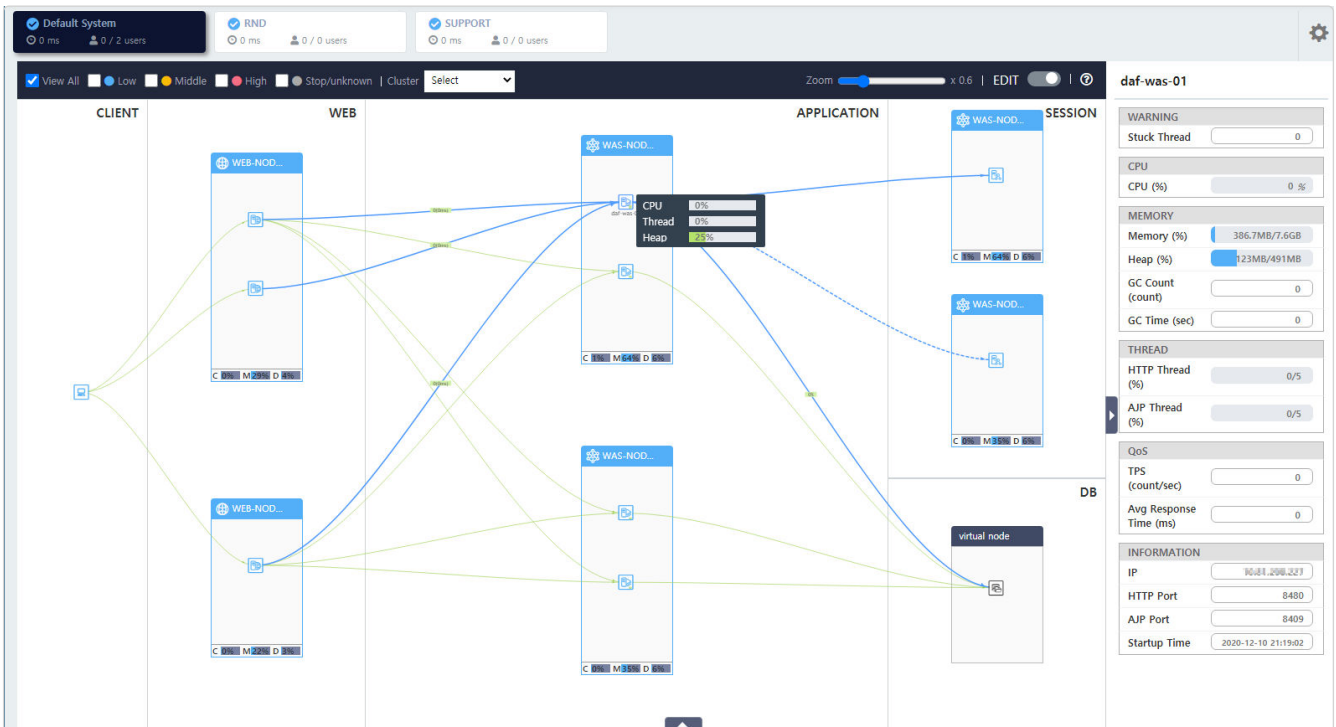 Default System
0 ms 0 / 2 users
RND
0 ms 0 / 0 users
SUPPORT
0 ms 0 / 0 users
View All Low Middle High Stop/unknown | Cluster Select
Zoom x 0.6 | EDIT |
daf-was-01
CLIENT
WEB
APPLICATION
SESSION
DB
WEB-NOD...
C 0% M 29% D 4%
WEB-NOD...
C 0% M 22% D 3%
WAS-NOD...
C 1% M 64% D 6%
WAS-NOD...
C 0% M 35% D 6%
CPU 0%
Thread 0%
Heap 25%
WAS-NOD...
C 1% M 64% D 6%
WAS-NOD...
C 0% M 35% D 6%
virtual node
WARNING
Stuck Thread 0
CPU
CPU (%) 0 %
MEMORY
Memory (%) 386.7MB/7.6GB
Heap (%) 123MB/491MB
GC Count
(count) 0
GC Time (sec) 0
THREAD
HTTP Thread
(%) 0/5
AJP Thread
(%) 0/5
QoS
TPS
(count/sec) 0
Avg Response
Time (ms) 0
INFORMATION
IP
HTTP Port 8480
AJP Port 8409
Startup Time 2020-12-10 21:19:02